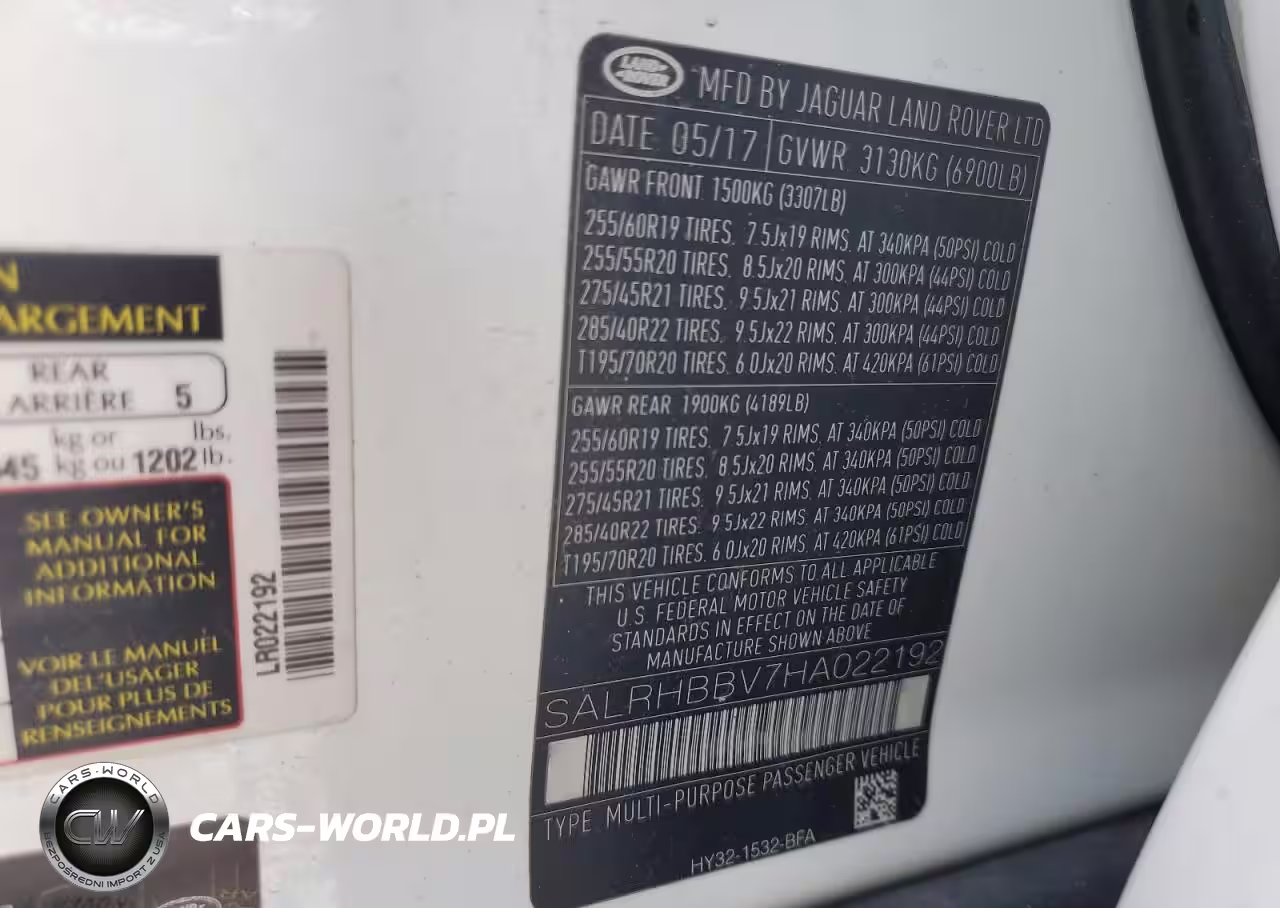 LAND-
-ROVER
MFD BY JAGUAR LAND ROVER LTD
DATE 05/17 GVWR 3130KG (6900LB)
GAWR FRONT 1500KG (3307LB)
255/60R19 TIRES, 7.5Jx19 RIMS, AT 340KPA (50PSI) COLD
255/55R20 TIRES, 8.5Jx20 RIMS, AT 300KPA (44PSI) COLD
275/45R21 TIRES, 9.5Jx21 RIMS, AT 300KPA (44PSI) COLD
285/40R22 TIRES, 9.5Jx22 RIMS, AT 300KPA (44PSI) COLD
T195/70R20 TIRES, 6.0Jx20 RIMS, AT 420KPA (61PSI) COLD
GAWR REAR 1900KG (4189LB)
255/60R19 TIRES, 7.5Jx19 RIMS, AT 340KPA (50PSI) COLD
255/55R20 TIRES, 8.5Jx20 RIMS, AT 340KPA (50PSI) COLD
275/45R21 TIRES, 9.5Jx21 RIMS, AT 340KPA (50PSI) COLD
285/40R22 TIRES, 9.5Jx22 RIMS, AT 340KPA (50PSI) COLD
T195/70R20 TIRES, 6.0Jx20 RIMS, AT 420KPA (61PSI) COLD
THIS VEHICLE CONFORMS TO ALL APPLICABLE
U.S. FEDERAL MOTOR VEHICLE SAFETY
STANDARDS IN EFFECT ON THE DATE OF
MANUFACTURE SHOWN ABOVE
SALRHBBV7HA022192
TYPE MULTI-PURPOSE PASSENGER VEHICLE
HY32-1532-BFA
N
ARGEMENT
REAR
ARRIÈRE 5
kg or lbs.
45 kg ou 1202 lb.
SEE OWNER'S
MANUAL FOR
ADDITIONAL
INFORMATION
VOIR LE MANUEL
DEL'USAGER
POUR PLUS DE
RENSEIGNEMENTS
LR022192
CARS-WORLD
CW
BEZPOŚREDNI IMPORT Z USA
CARS-WORLD.PL